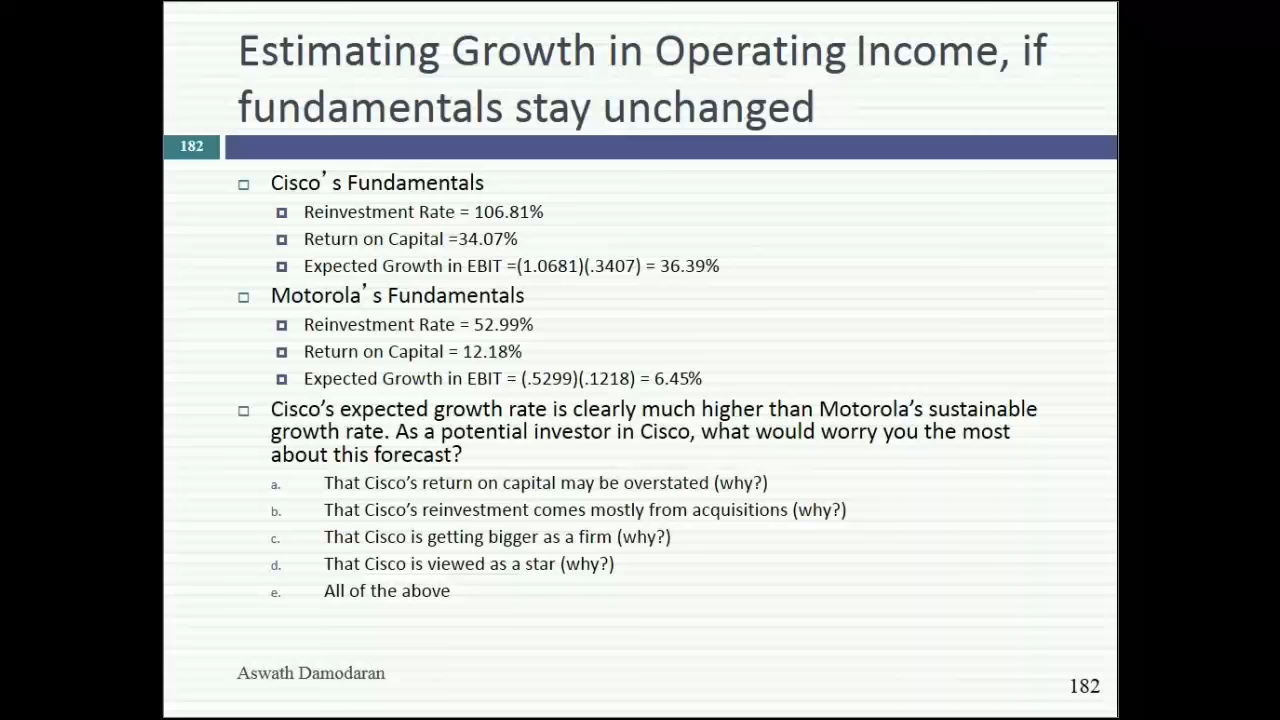 Estimating Growth in Operating Income, if
fundamentals stay unchanged
182
Cisco's Fundamentals
Reinvestment Rate = 106.81%
Return on Capital =34.07%
Expected Growth in EBIT =(1.0681)(.3407) = 36.39%
Motorola's Fundamentals
Reinvestment Rate = 52.99%
Return on Capital = 12.18%
Expected Growth in EBIT = (.5299)(.1218) = 6.45%
Cisco's expected growth rate is clearly much higher than Motorola's sustainable
growth rate. As a potential investor in Cisco, what would worry you the most
about this forecast?
a. That Cisco's return on capital may be overstated (why?)
b. That Cisco's reinvestment comes mostly from acquisitions (why?)
c. That Cisco is getting bigger as a firm (why?)
d. That Cisco is viewed as a star (why?)
e. All of the above
Aswath Damodaran
182